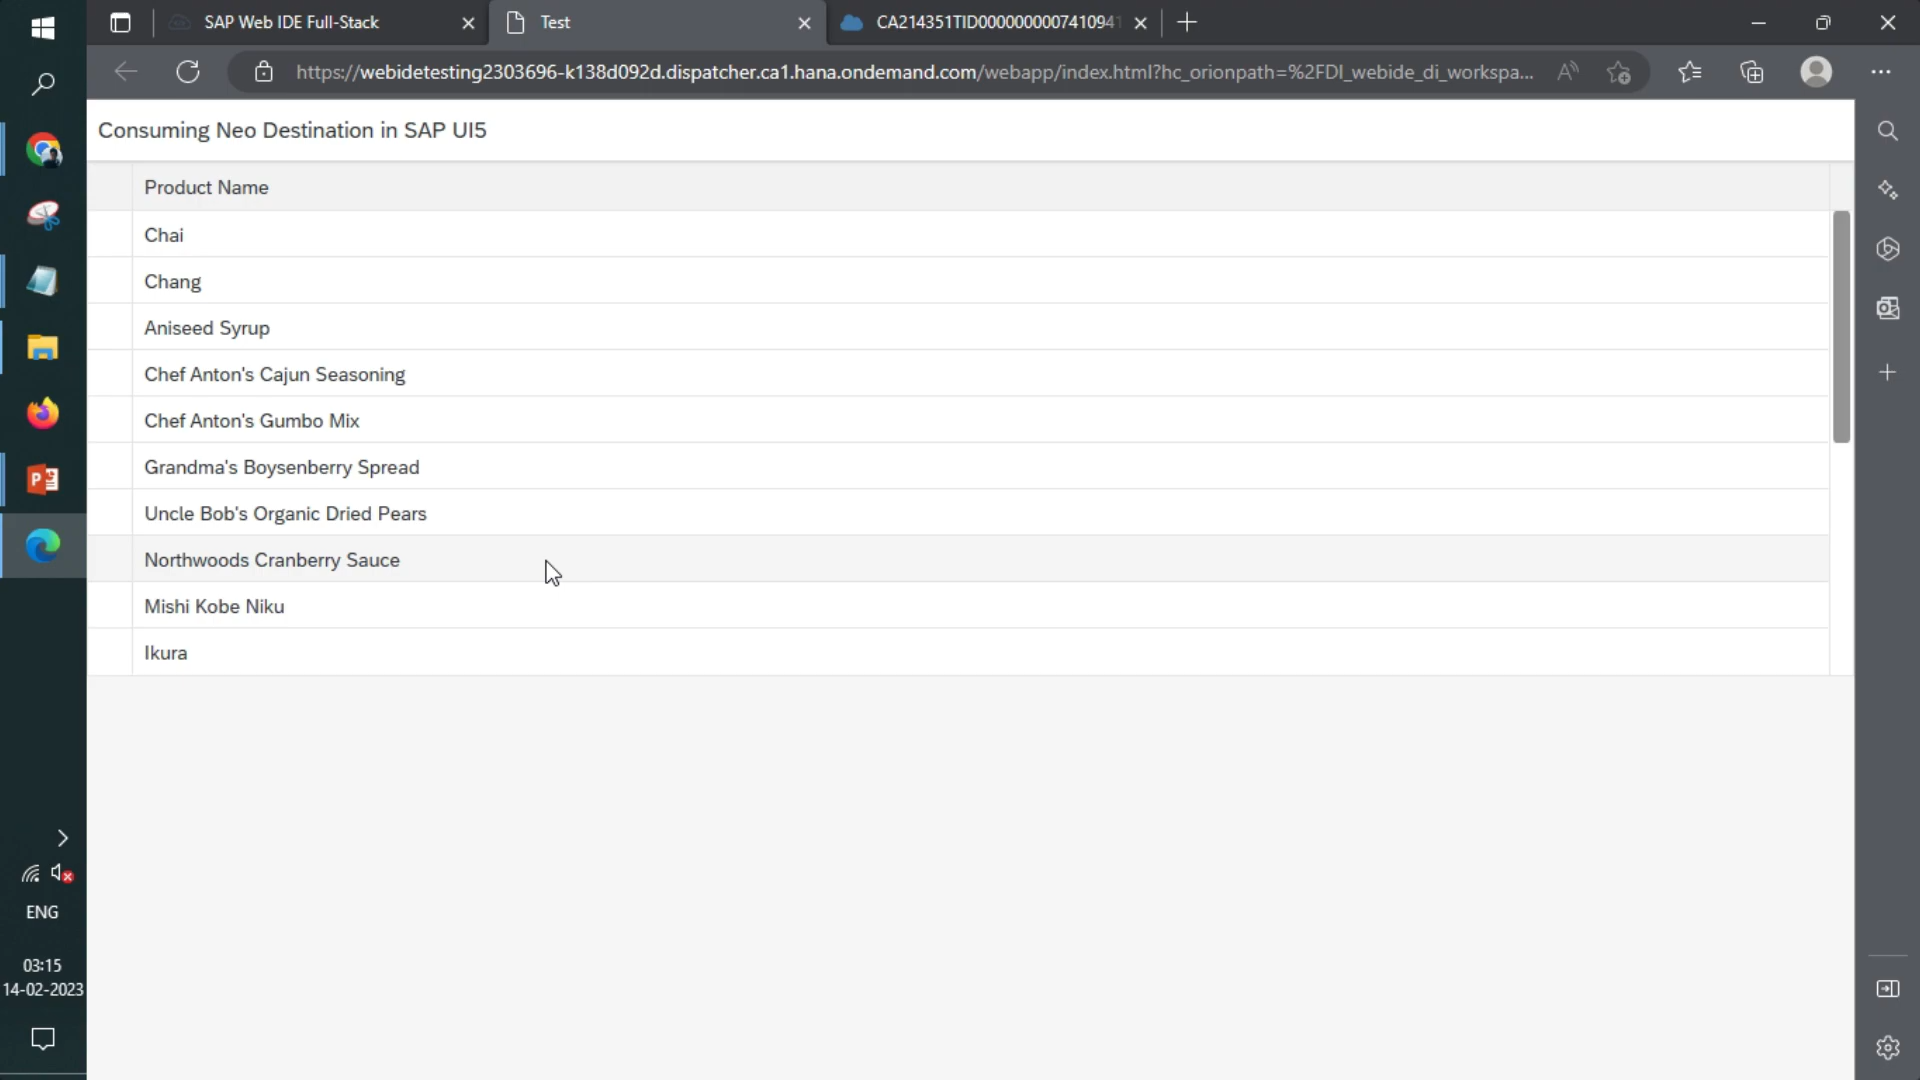 SAP Web IDE Full-Stack
Test
CA214351TID000000000741094
https://webidetesting2303696-k138d092d.dispatcher.ca1.hana.ondemand.com/webapp/index.html?hc_orionpath=%2FDI_webide_di_workspa...
Consuming Neo Destination in SAP UI5
Product Name
Chai
Chang
Aniseed Syrup
Chef Anton's Cajun Seasoning
Chef Anton's Gumbo Mix
Grandma's Boysenberry Spread
Uncle Bob's Organic Dried Pears
Northwoods Cranberry Sauce
Mishi Kobe Niku
Ikura
ENG
03:15
14-02-2023